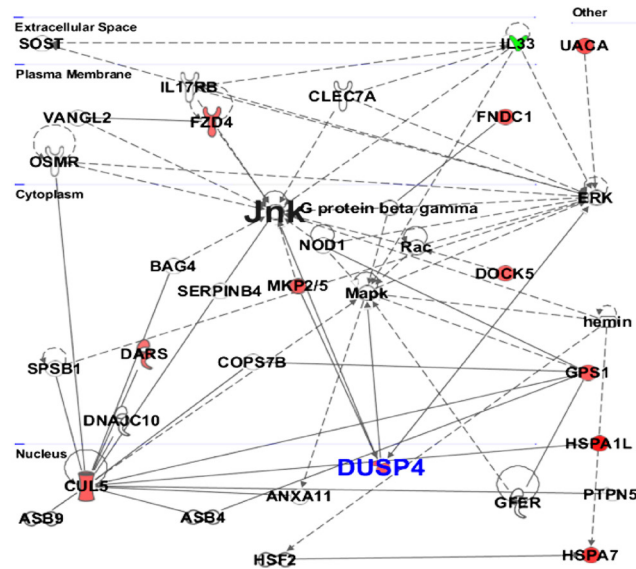 Other
Extracellular Space
SOST
IL33
UACA
Plasma Membrane
IL17RB
CLEC7A
VANGL2
FZD4
FNDC1
OSMR
Cytoplasm
ERK
Jnk
G protein beta gamma
NOD1
Rac
BAG4
DOCK5
SERPINB4
MKP2/5
Mapk
hemin
DARS
SPSB1
COPS7B
GPS1
DNAJC10
Nucleus
HSPA1L
DUSP4
CUL5
ANXA11
GFER
PTPN5
ASB9
ASB4
HSF2
HSPA7